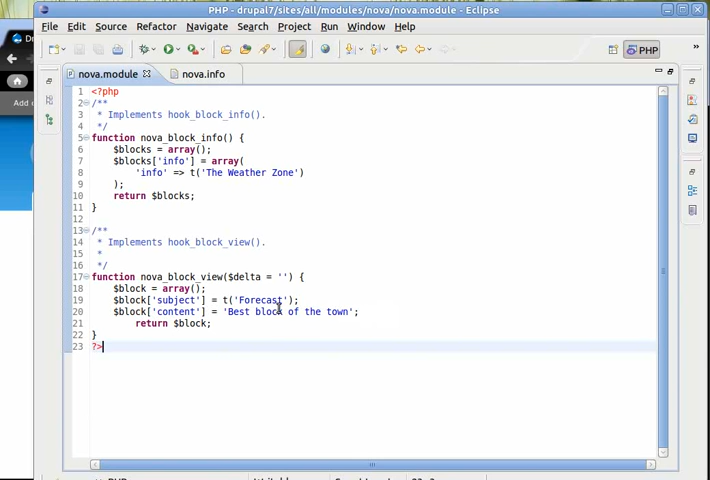 PHP - drupal7/sites/all/modules/nova/nova.module - Eclipse
File Edit Source Refactor Navigate Search Project Run Window Help
PHP
nova.module nova.info
Add
1 <?php
2 /**
3  * Implements hook_block_info().
4  */
5 function nova_block_info() {
6     $blocks = array();
7     $blocks['info'] = array(
8         'info' => t('The Weather Zone')
9     );
10     return $blocks;
11 }
12
13 /**
14  * Implements hook_block_view().
15  *
16  */
17 function nova_block_view($delta = '') {
18     $block = array();
19     $block['subject'] = t('Forecast');
20     $block['content'] = 'Best block of the town';
21         return $block;
22 }
23 ?>